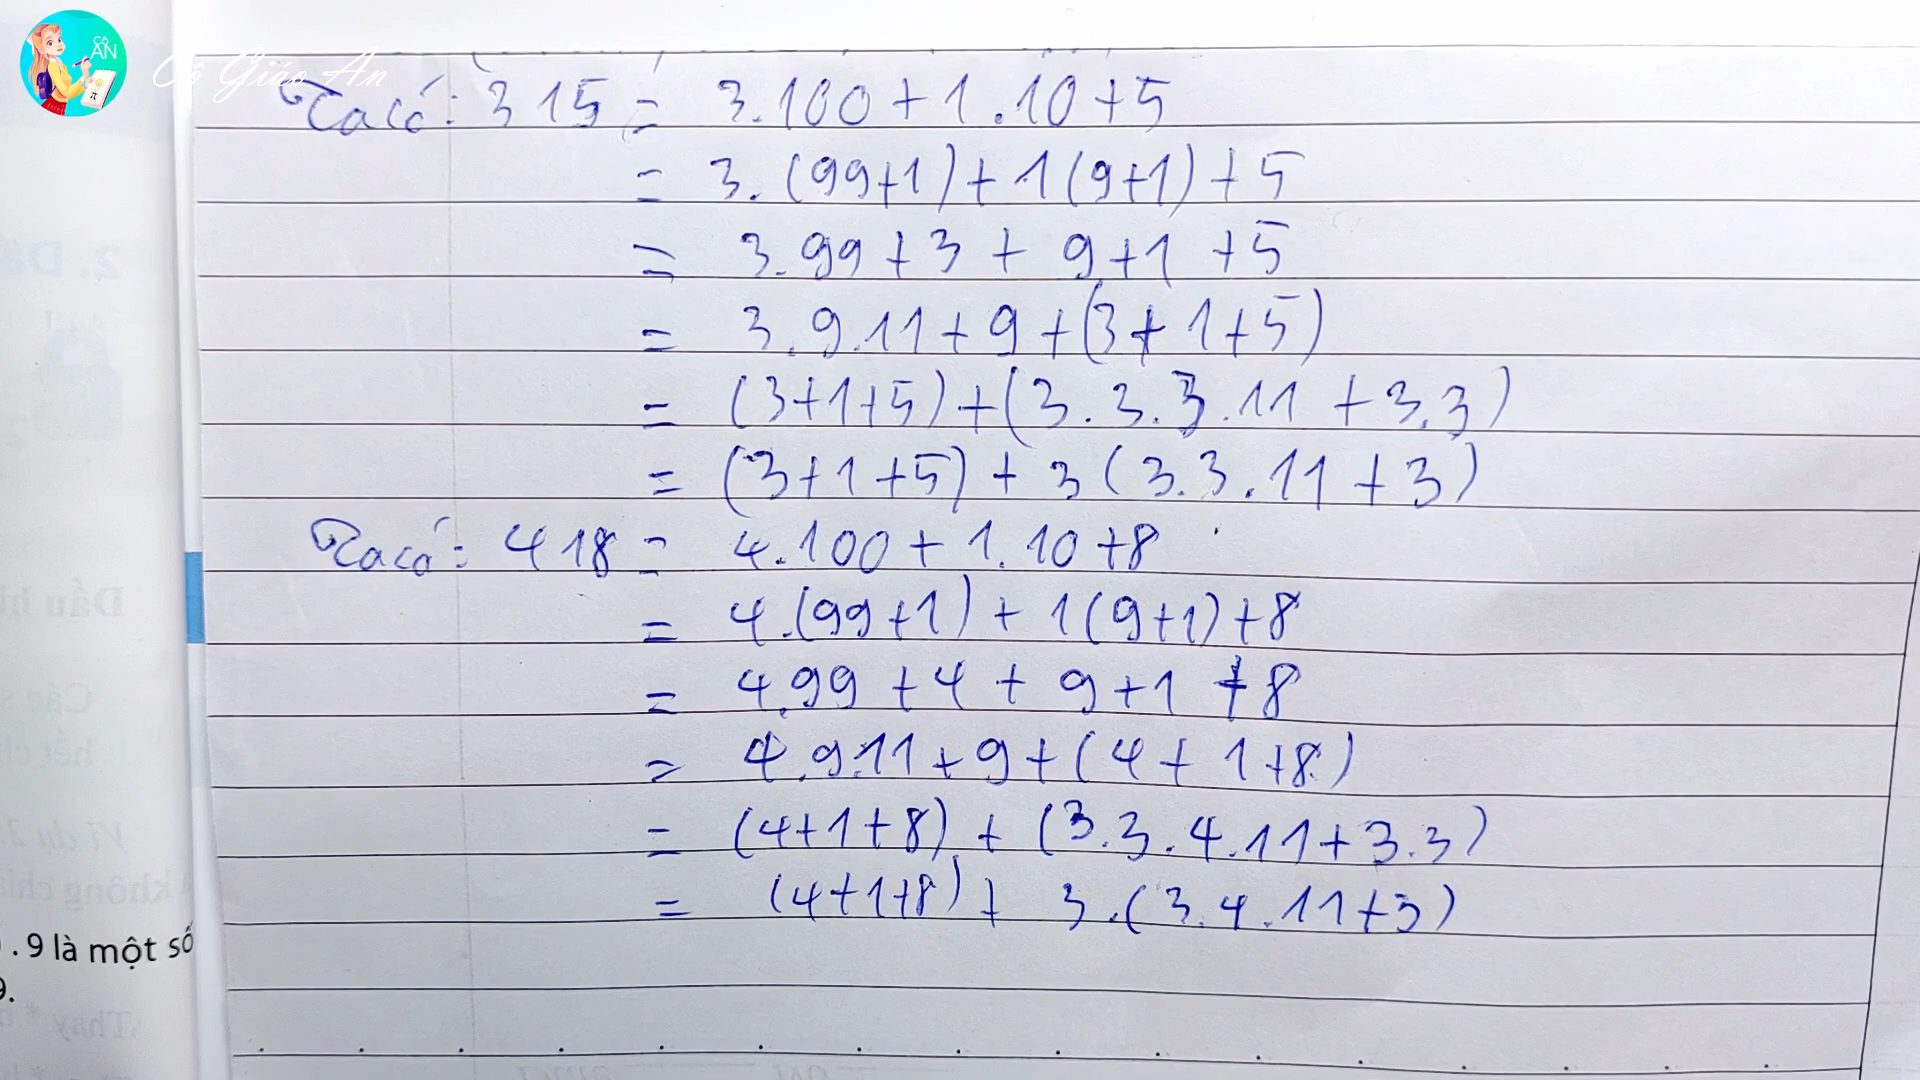 CÔ AN
Cô Giáo An
Ta có: 315 = 3.100 + 1.10 + 5
= 3.(99+1) + 1(9+1) + 5
= 3.99 + 3 + 9 + 1 + 5
= 3.9.11 + 9 + (3 + 1 + 5)
= (3+1+5) + (3.3.3.11 + 3.3)
= (3+1+5) + 3(3.3.11 + 3)
Ta có: 418 = 4.100 + 1.10 + 8
= 4.(99+1) + 1(9+1) + 8
= 4.99 + 4 + 9 + 1 + 8
= 4.9.11 + 9 + (4 + 1 + 8)
= (4+1+8) + (3.3.4.11 + 3.3)
= (4+1+8) + 3.(3.4.11 + 3)
. 9 là một số
9.